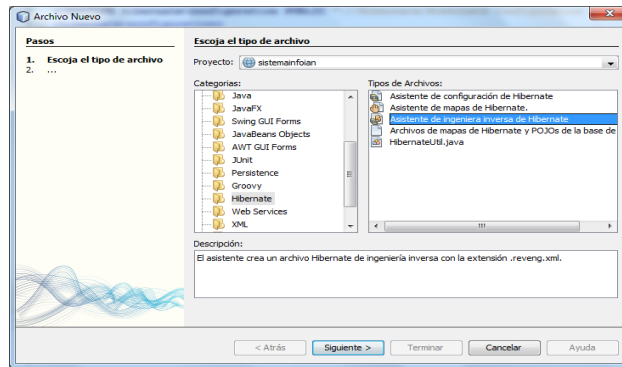 Archivo Nuevo
Pasos
1. Escoja el tipo de archivo
2. ...
Escoja el tipo de archivo
Proyecto: sistemainfoian
Categorias:
Java
JavaFX
Swing GUI Forms
JavaBeans Objects
AWT GUI Forms
JUnit
Persistence
Groovy
Hibernate
Web Services
XML
Tipos de Archivos:
Asistente de configuración de Hibernate
Asistente de mapas de Hibernate.
Asistente de ingeniera inversa de Hibernate
Archivos de mapas de Hibernate y POJOs de la base de
HibernateUtil.java
Descripción:
El asistente crea un archivo Hibernate de ingeniería inversa con la extensión .reveng.xml.
< Atrás
Siguiente >
Terminar
Cancelar
Ayuda